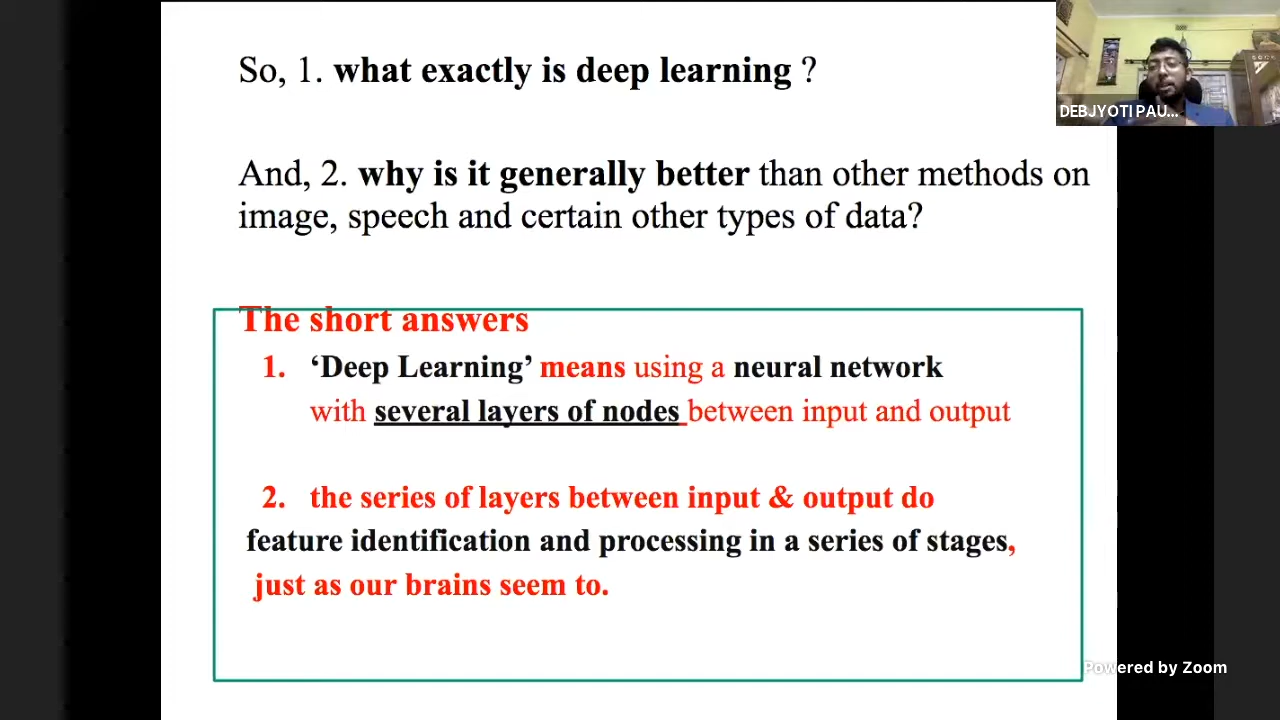 So, 1. what exactly is deep learning ?
And, 2. why is it generally better than other methods on
image, speech and certain other types of data?
The short answers
1. ‘Deep Learning’ means using a neural network
with several layers of nodes between input and output
2. the series of layers between input & output do
feature identification and processing in a series of stages,
just as our brains seem to.
DEBJYOTI PAU...
Powered by Zoom